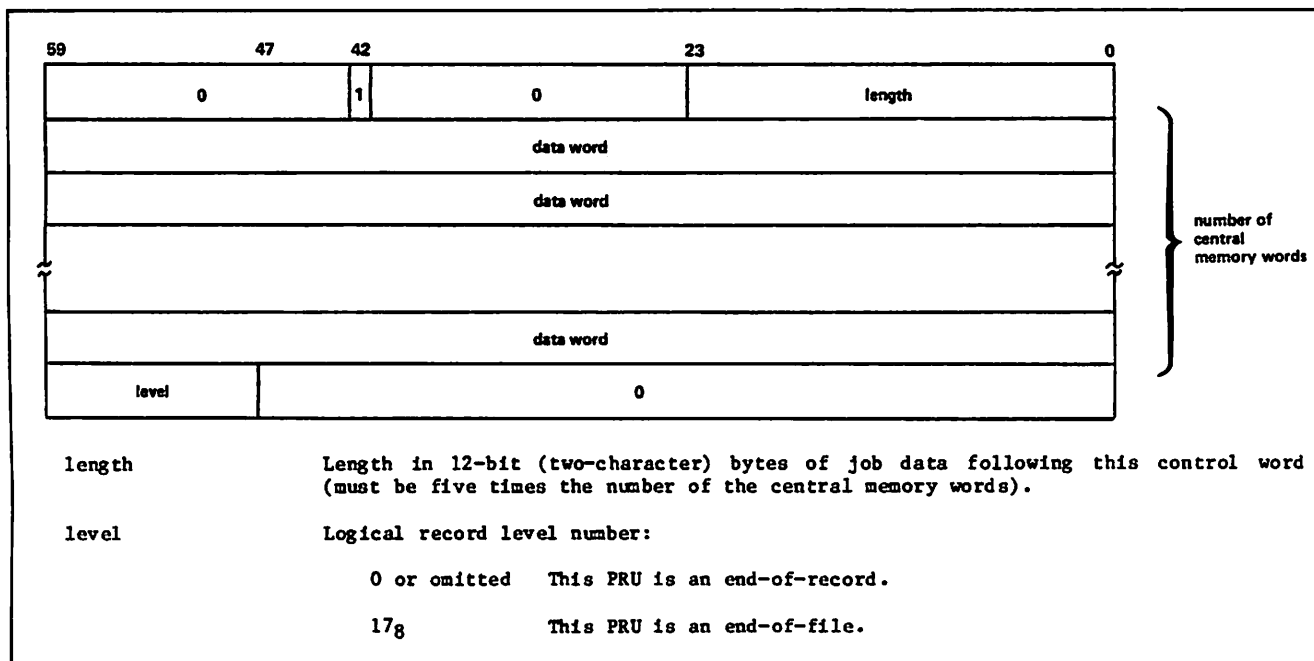 59 47 42 23 0
0 1 0 length
data word
data word
number of
central
memory words
data word
level 0
length Length in 12-bit (two-character) bytes of job data following this control word
(must be five times the number of the central memory words).
level Logical record level number:
0 or omitted This PRU is an end-of-record.
17₈ This PRU is an end-of-file.